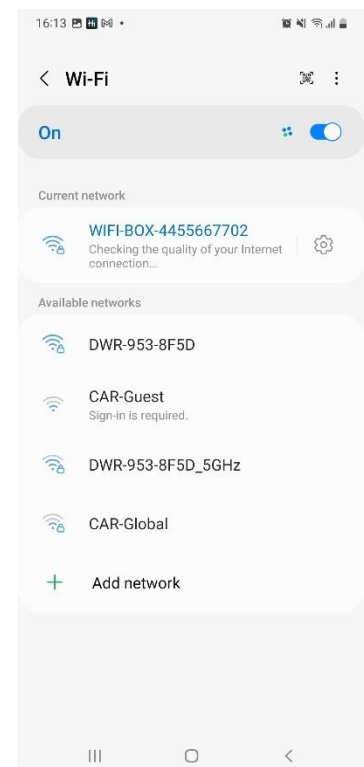 16:13
Wi-Fi
On
Current network
WIFI-BOX-4455667702
Checking the quality of your Internet
connection...
Available networks
DWR-953-8F5D
CAR-Guest
Sign-in is required.
DWR-953-8F5D_5GHz
CAR-Global
Add network